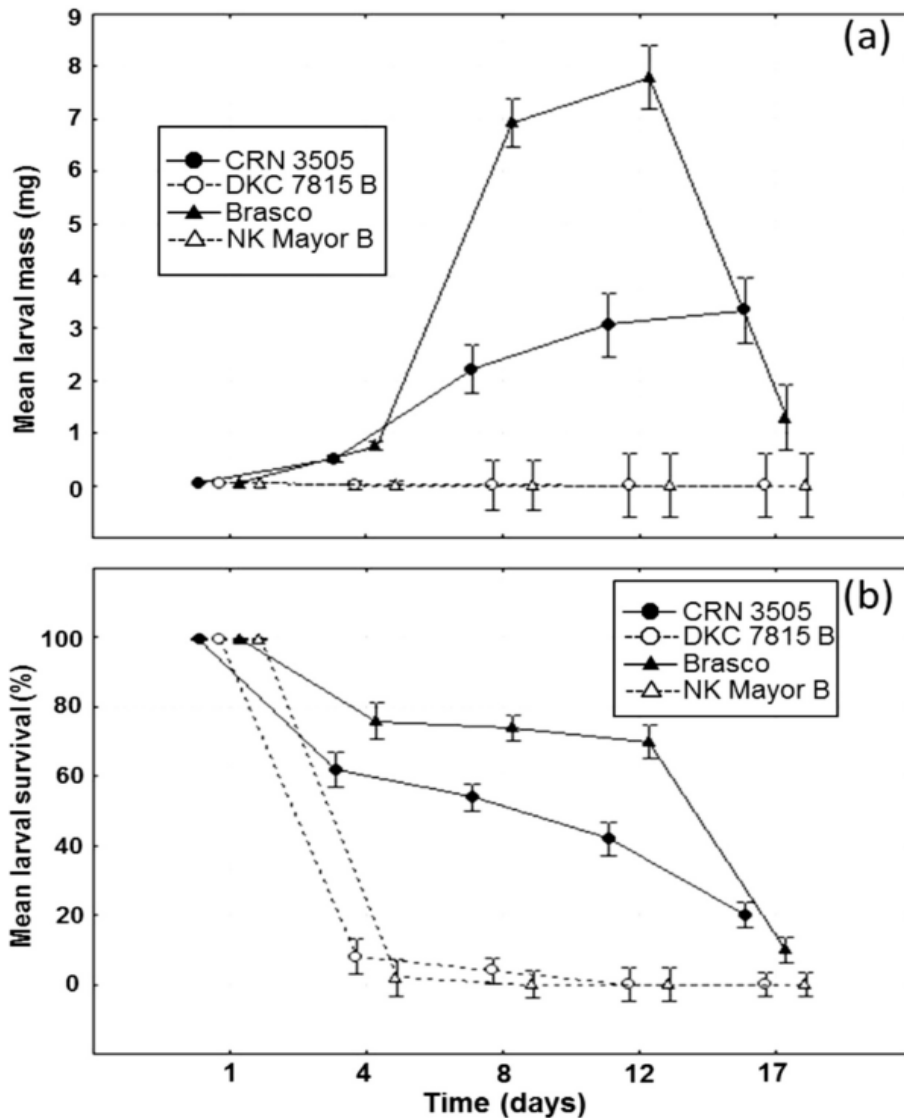 (a)
9
8
7
6
5
4
3
2
1
0
Mean larval mass (mg)
CRN 3505
DKC 7815 B
Brasco
NK Mayor B
(b)
100
80
60
40
20
0
Mean larval survival (%)
CRN 3505
DKC 7815 B
Brasco
NK Mayor B
1 4 8 12 17
Time (days)